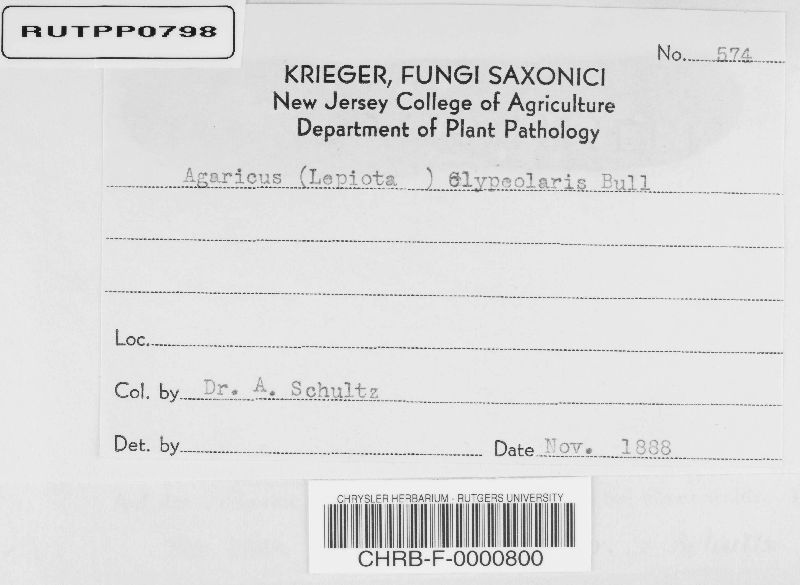 RUTPP0798
No. 574
KRIEGER, FUNGI SAXONICI
New Jersey College of Agriculture
Department of Plant Pathology
Agaricus (Lepiota ) Clypeolaris Bull
Loc.
Col. by Dr. A. Schultz
Det. by
Date Nov. 1888
CHRYSLER HERBARIUM - RUTGERS UNIVERSITY
CHRB-F-0000800